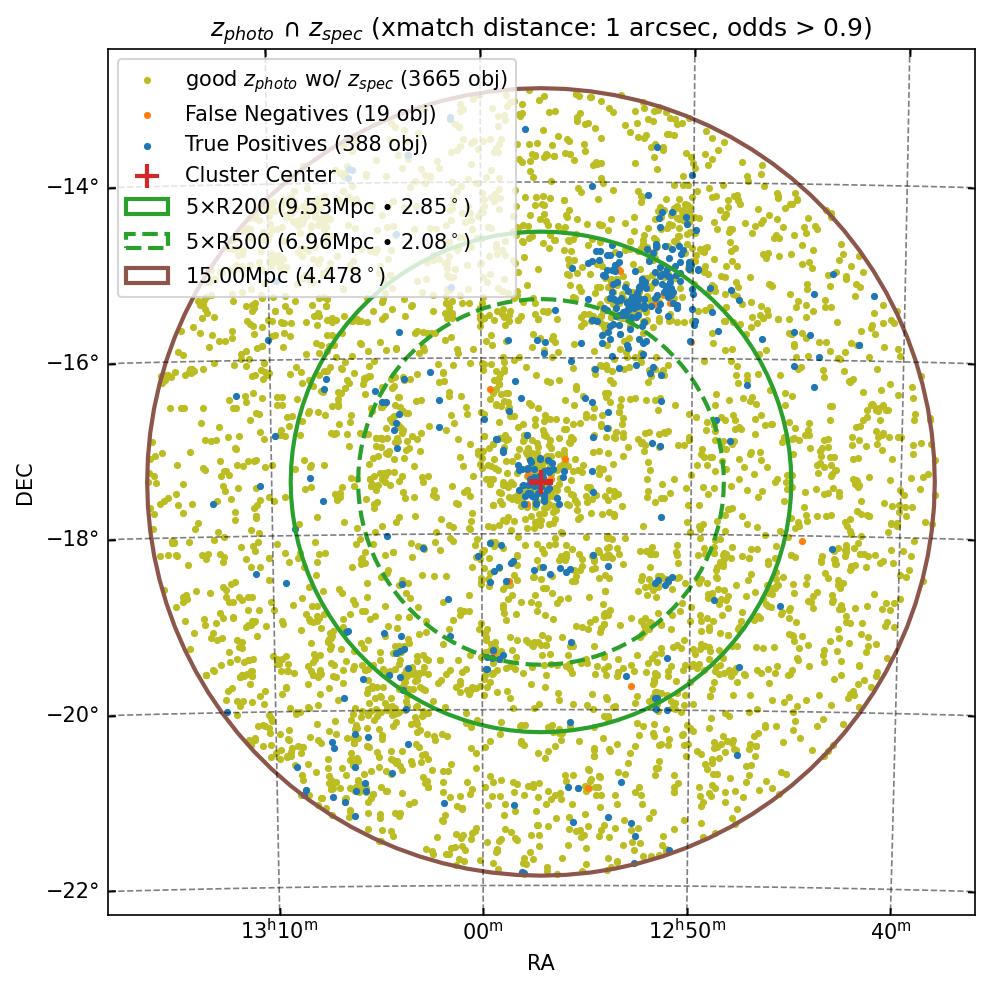 z_photo ∩ z_spec (xmatch distance: 1 arcsec, odds > 0.9)
good z_photo wo/ z_spec (3665 obj)
False Negatives (19 obj)
True Positives (388 obj)
Cluster Center
5×R200 (9.53Mpc • 2.85°)
5×R500 (6.96Mpc • 2.08°)
15.00Mpc (4.478°)
−14°
−16°
−18°
−20°
−22°
DEC
13h10m 00m 12h50m 40m
RA